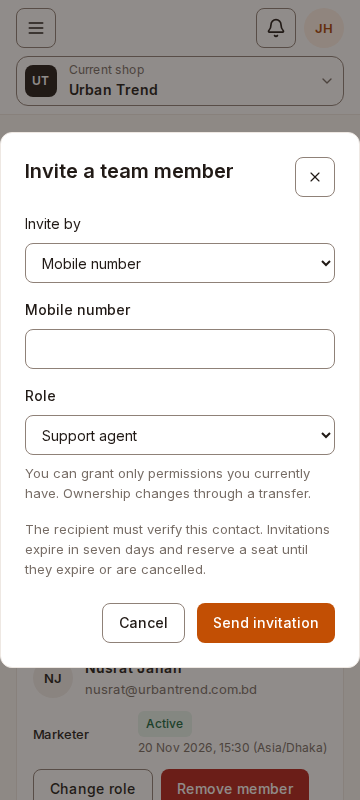 JH
UT
Current shop
Urban Trend
Invite a team member
Invite by
Mobile number
Mobile number
Role
Support agent
You can grant only permissions you currently
have. Ownership changes through a transfer.
The recipient must verify this contact. Invitations
expire in seven days and reserve a seat until
they expire or are cancelled.
Cancel
Send invitation
NJ
Nusrat Jahan
nusrat@urbantrend.com.bd
Marketer
Active
20 Nov 2026, 15:30 (Asia/Dhaka)
Change role
Remove member